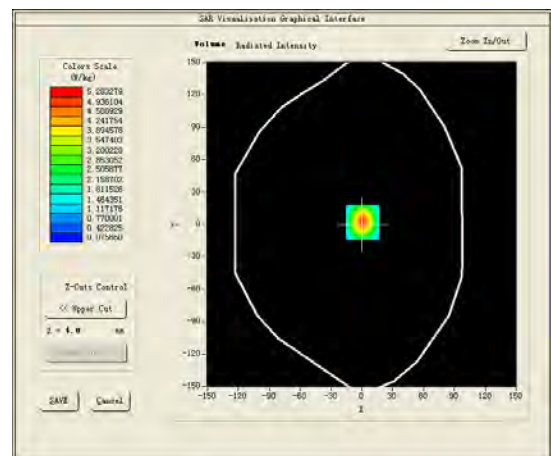 SAR Visualisation Graphical Interface
Volume Radiated Intensity
Zoom In/Out
Colors Scale
(W/kg)
5.283279
4.936104
4.588929
4.241754
3.894578
3.547403
3.200228
2.853052
2.505877
2.158702
1.811526
1.464351
1.117176
0.770001
0.422825
0.075650
Z-Cuts Control
<< Upper Cut
Z = 4.0 mm
SAVE Cancel
150
120
90
60
30
0
-30
-60
-90
-120
-150
-150 -120 -90 -60 -30 0 30 60 90 120 150
X